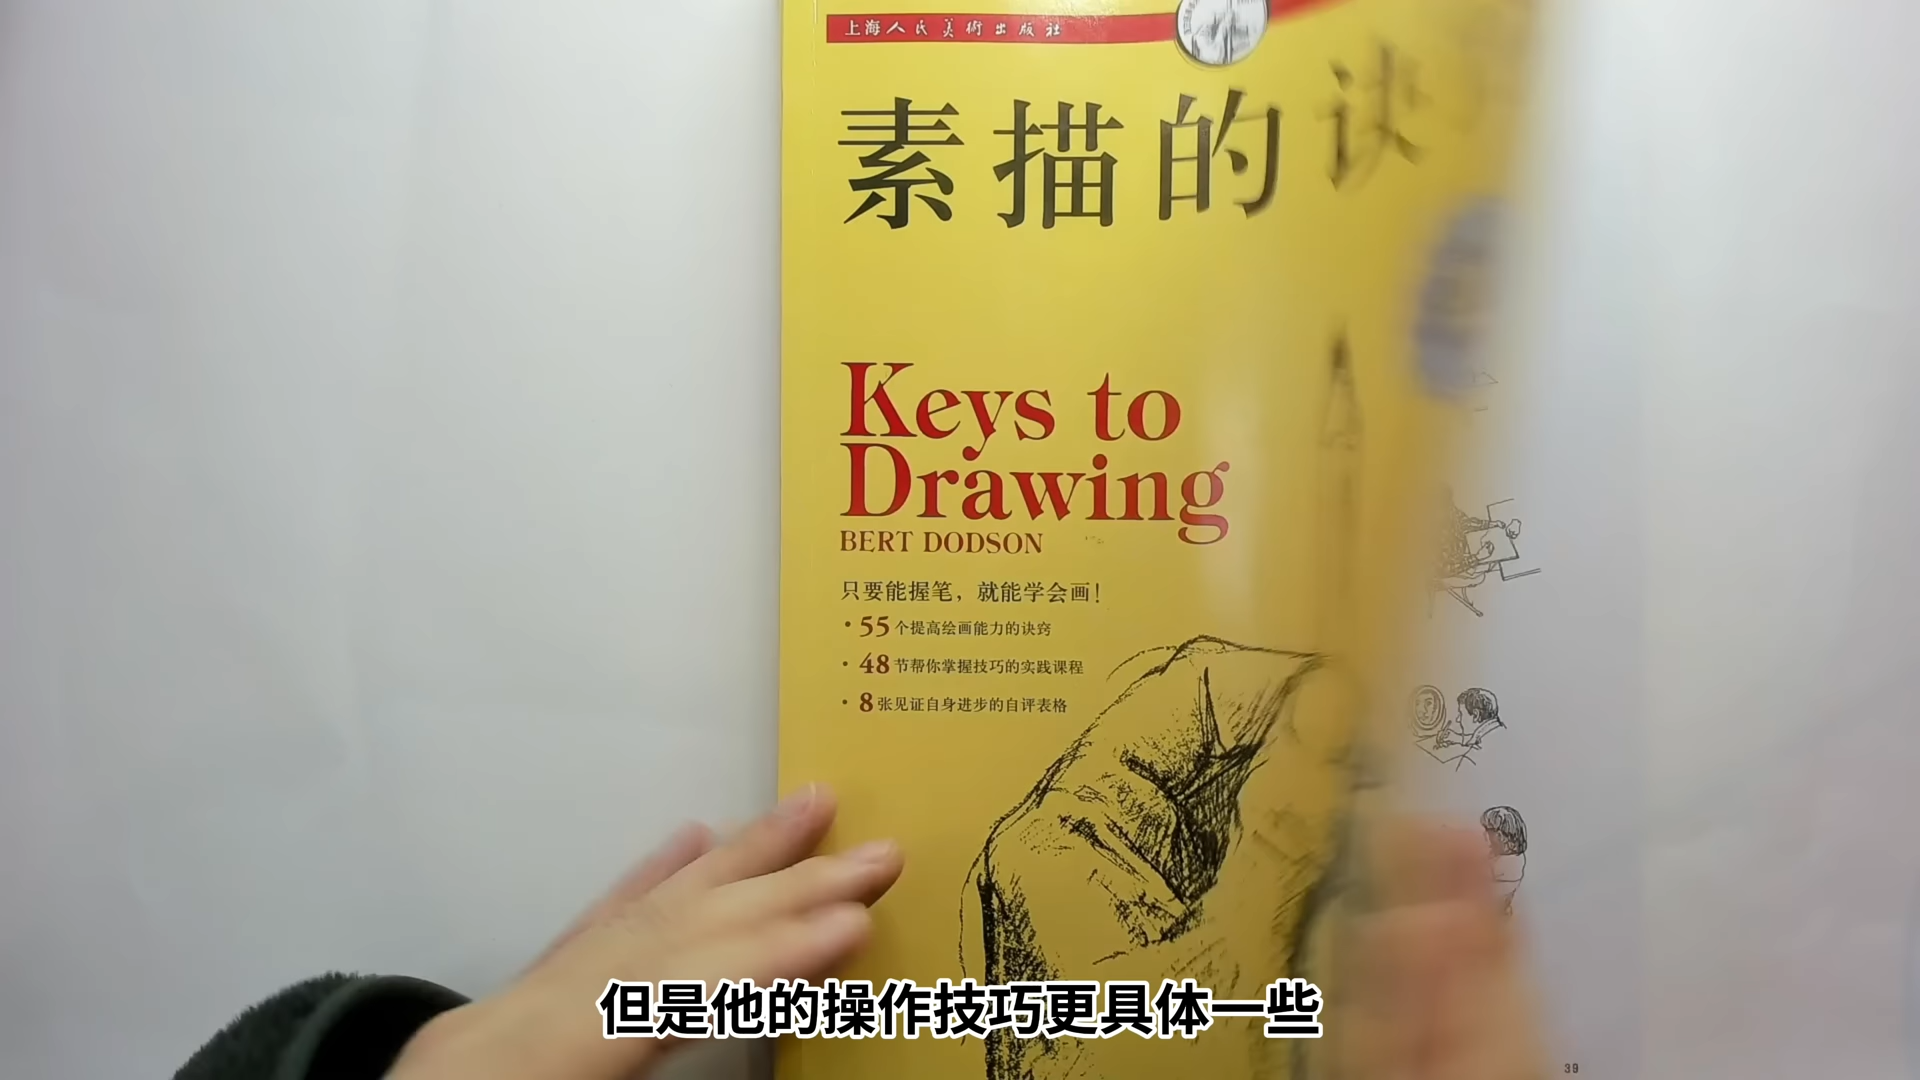 上海人民美術出版社
素描的诀
Keys to
Drawing
BERT DODSON
只要能握笔，就能学会画！
·55个提高绘画能力的诀窍
·48节帮你掌握技巧的实践课程
·8张见证自身进步的自评表格
但是他的操作技巧更具体一些
39